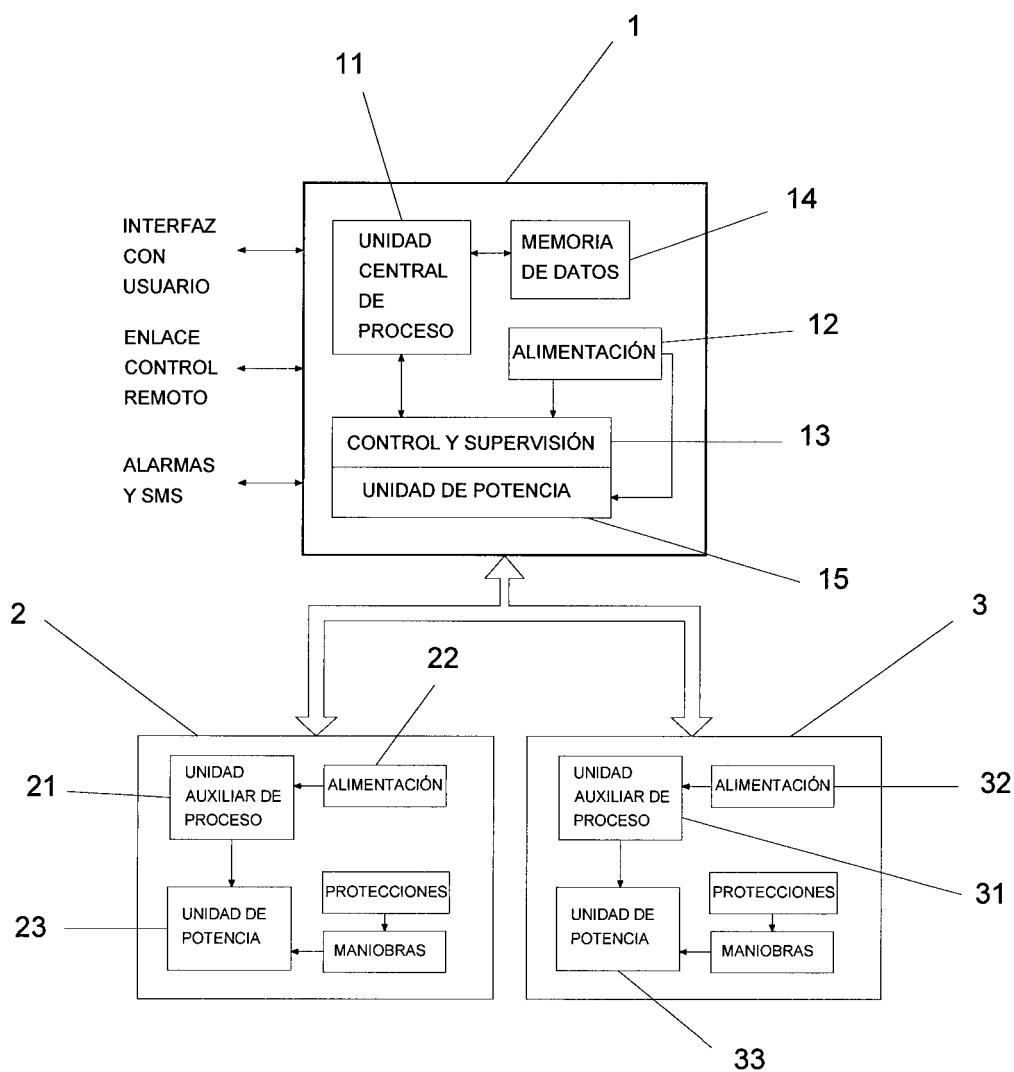 1
11
14
INTERFAZ
CON
USUARIO
UNIDAD
CENTRAL
DE
PROCESO
MEMORIA
DE DATOS
12
ENLACE
CONTROL
REMOTO
ALIMENTACIÓN
13
CONTROL Y SUPERVISIÓN
ALARMAS
Y SMS
UNIDAD DE POTENCIA
15
2
3
22
21
UNIDAD
AUXILIAR DE
PROCESO
ALIMENTACIÓN
23
UNIDAD DE
POTENCIA
PROTECCIONES
MANIOBRAS
UNIDAD
AUXILIAR DE
PROCESO
ALIMENTACIÓN
32
31
UNIDAD DE
POTENCIA
PROTECCIONES
MANIOBRAS
33